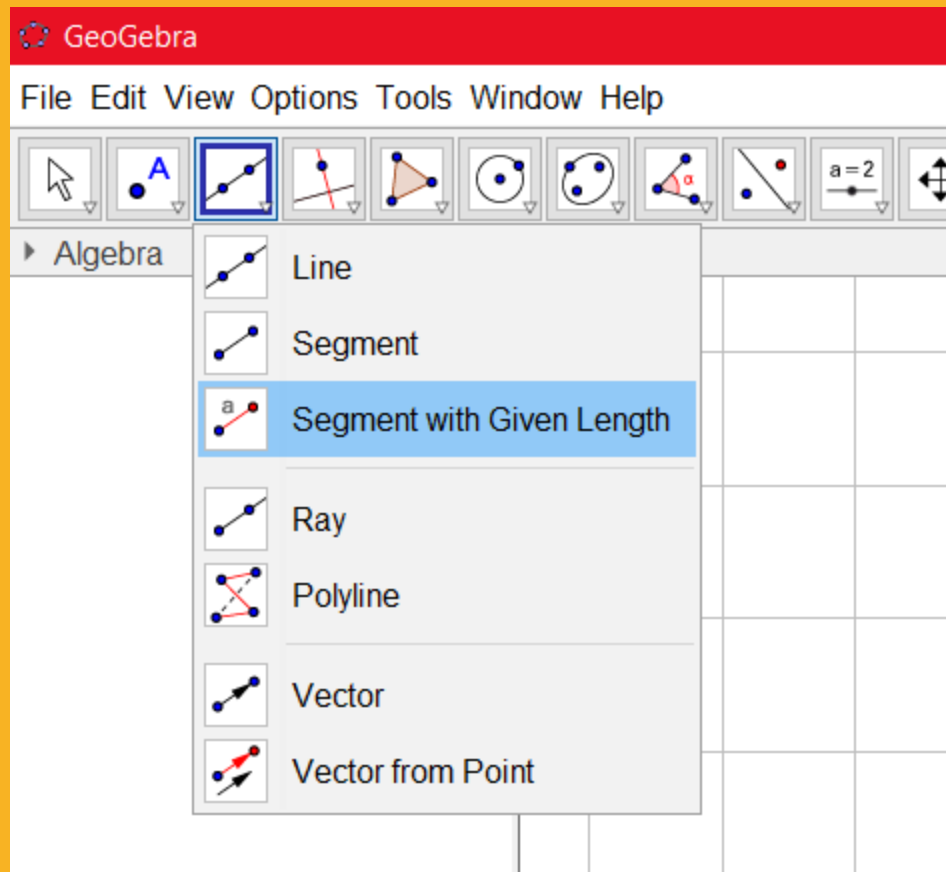 GeoGebra
File Edit View Options Tools Window Help
A α a=2
Algebra
Line
Segment
a Segment with Given Length
Ray
Polyline
Vector
Vector from Point